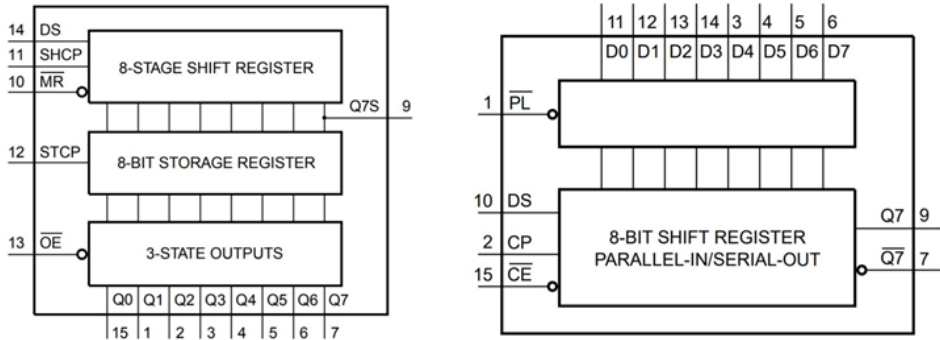 14 DS
11 SHCP
8-STAGE SHIFT REGISTER
10 MR
Q7S 9
12 STCP
8-BIT STORAGE REGISTER
13 OE
3-STATE OUTPUTS
Q0 Q1 Q2 Q3 Q4 Q5 Q6 Q7
15 1 2 3 4 5 6 7
11 12 13 14 3 4 5 6
D0 D1 D2 D3 D4 D5 D6 D7
1 PL
10 DS
Q7 9
2 CP
8-BIT SHIFT REGISTER
PARALLEL-IN/SERIAL-OUT
15 CE
Q7 7